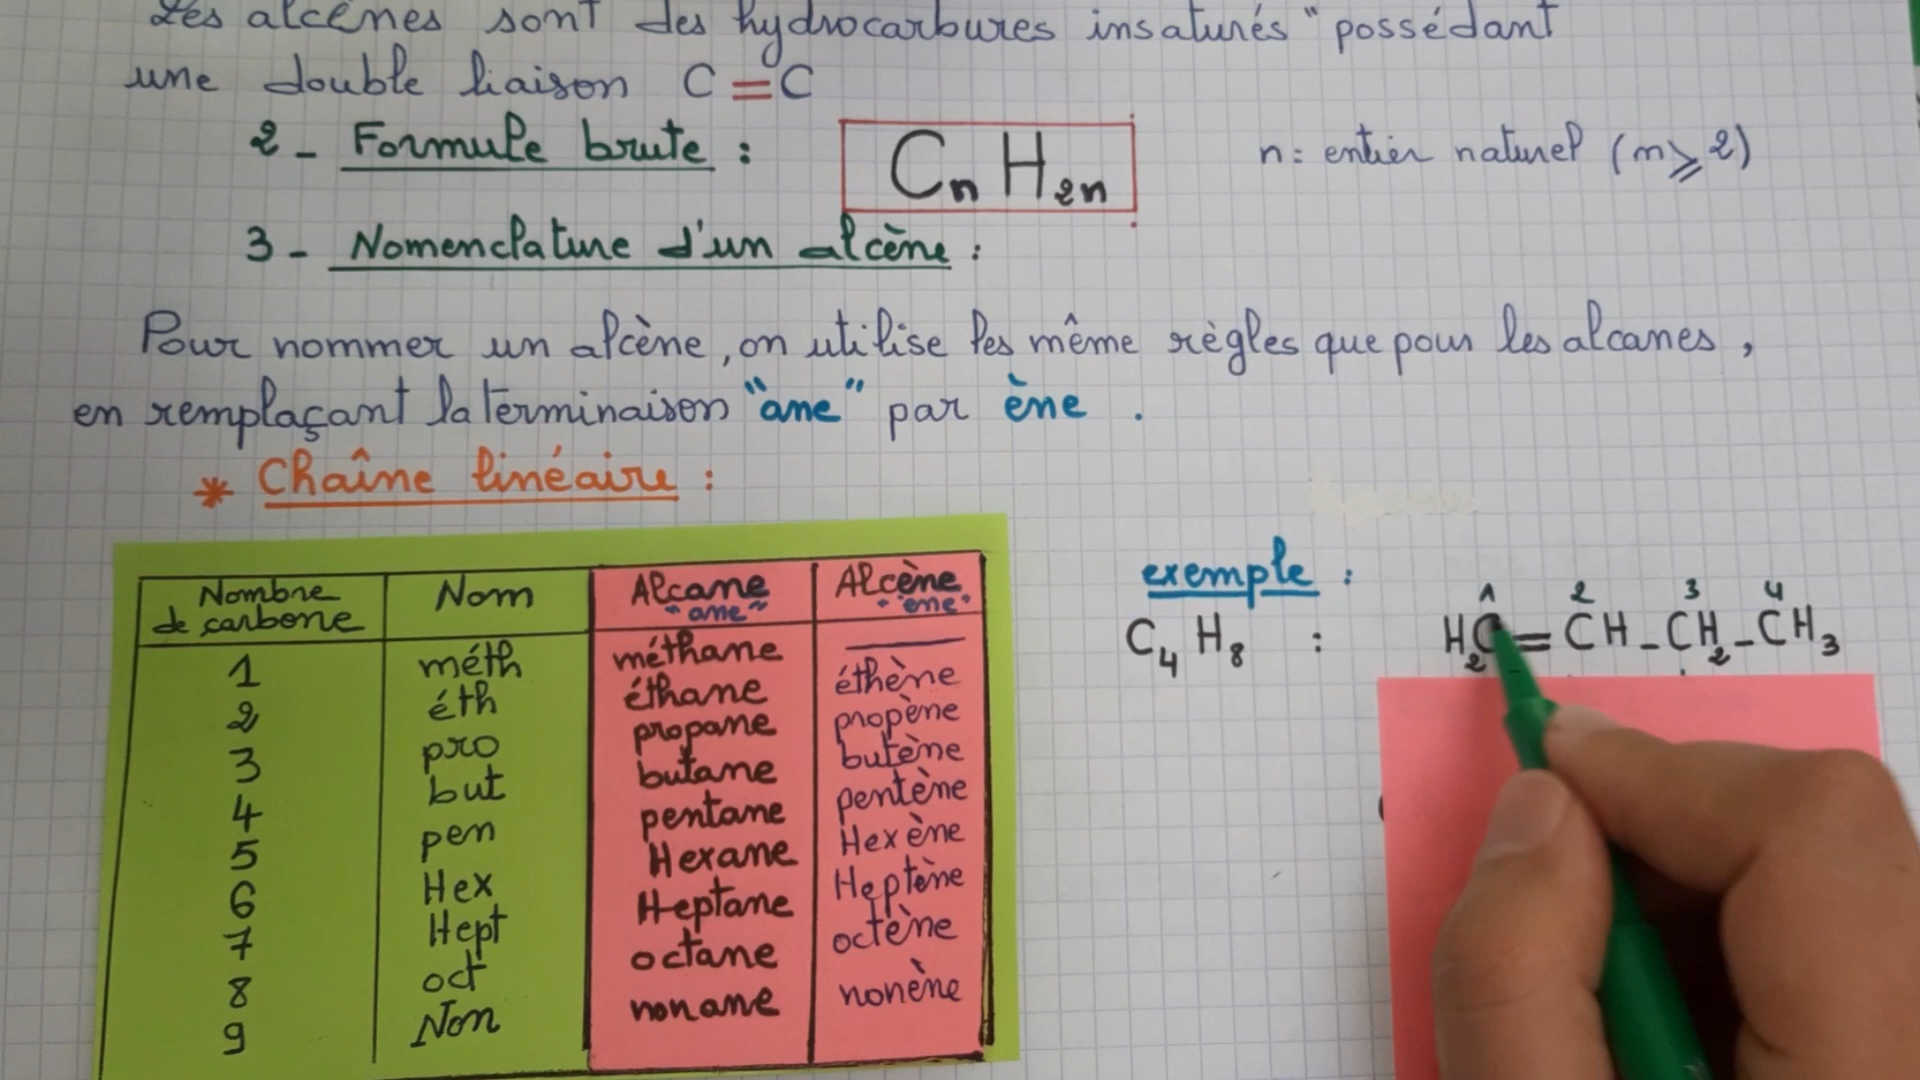 Les alcènes sont des hydrocarbures insaturés " possédant
une double liaison C=C
2 - Formule brute : CnH2n n: entier naturel (n⩾2)
3 - Nomenclature d'un alcène :
Pour nommer un alcène, on utilise les même règles que pour les alcanes,
en remplaçant la terminaison "ane" par ène .
* Chaîne linéaire :
Nombre de carbone Nom Alcane "ane" Alcène "ène"
1 méth méthane —
2 éth éthane éthène
3 pro propane propène
4 but butane butène
5 pen pentane pentène
6 Hex Hexane Hexène
7 Hept Heptane Heptène
8 oct octane octène
9 Non nonane nonène
exemple :
1 2 3 4
C4H8 : H2C=CH-CH2-CH3